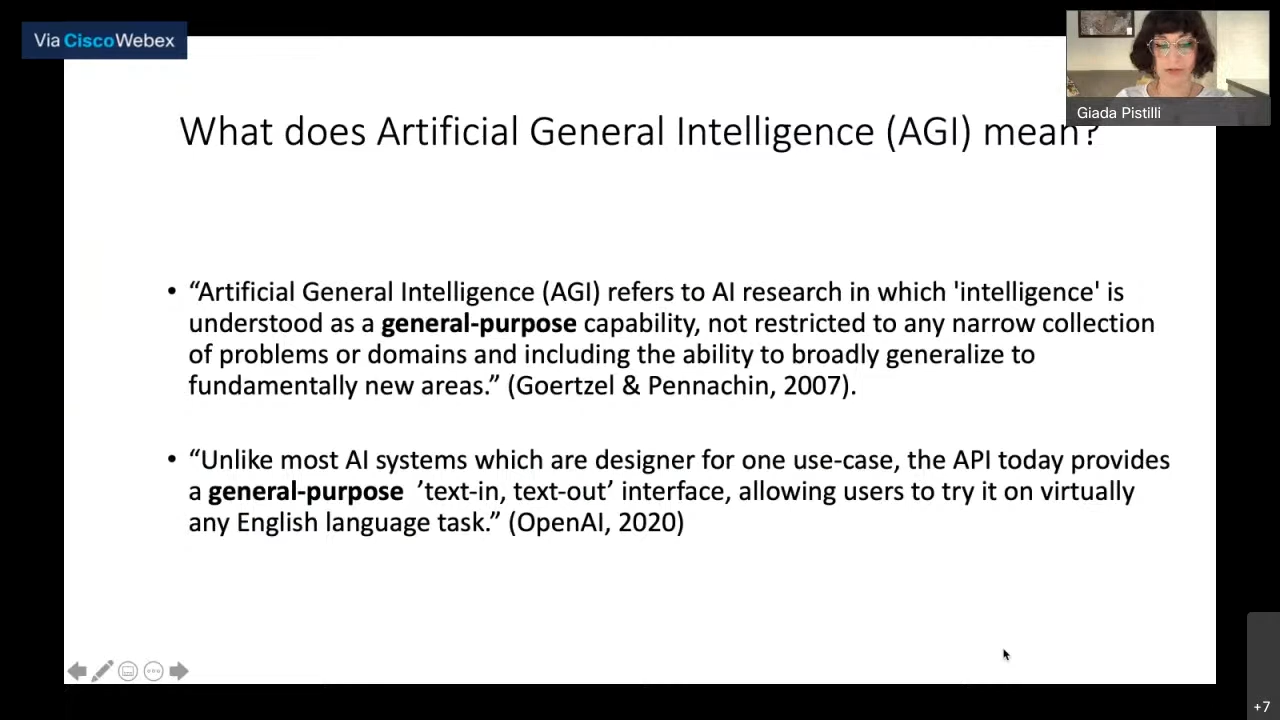 Via CiscoWebex
Giada Pistilli
What does Artificial General Intelligence (AGI) mean?
• “Artificial General Intelligence (AGI) refers to AI research in which 'intelligence' is
understood as a general-purpose capability, not restricted to any narrow collection
of problems or domains and including the ability to broadly generalize to
fundamentally new areas.” (Goertzel & Pennachin, 2007).
• “Unlike most AI systems which are designer for one use-case, the API today provides
a general-purpose ’text-in, text-out’ interface, allowing users to try it on virtually
any English language task.” (OpenAI, 2020)
+7